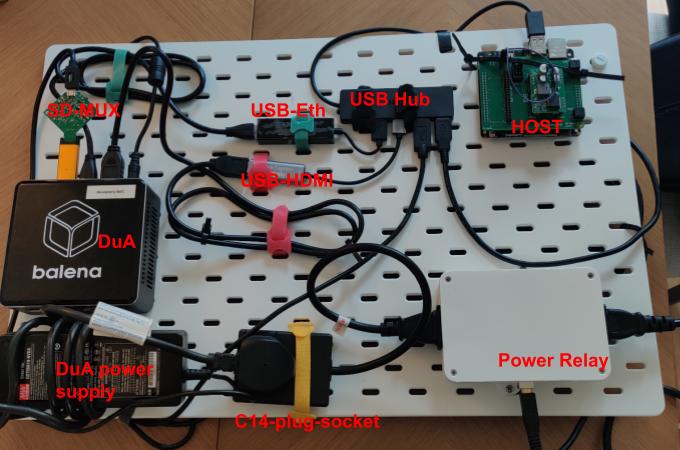 SD-MUX
USB-Eth
USB Hub
HOST
USB-HDMI
DuA
balena
Power Relay
DuA power
supply
C14-plug-socket